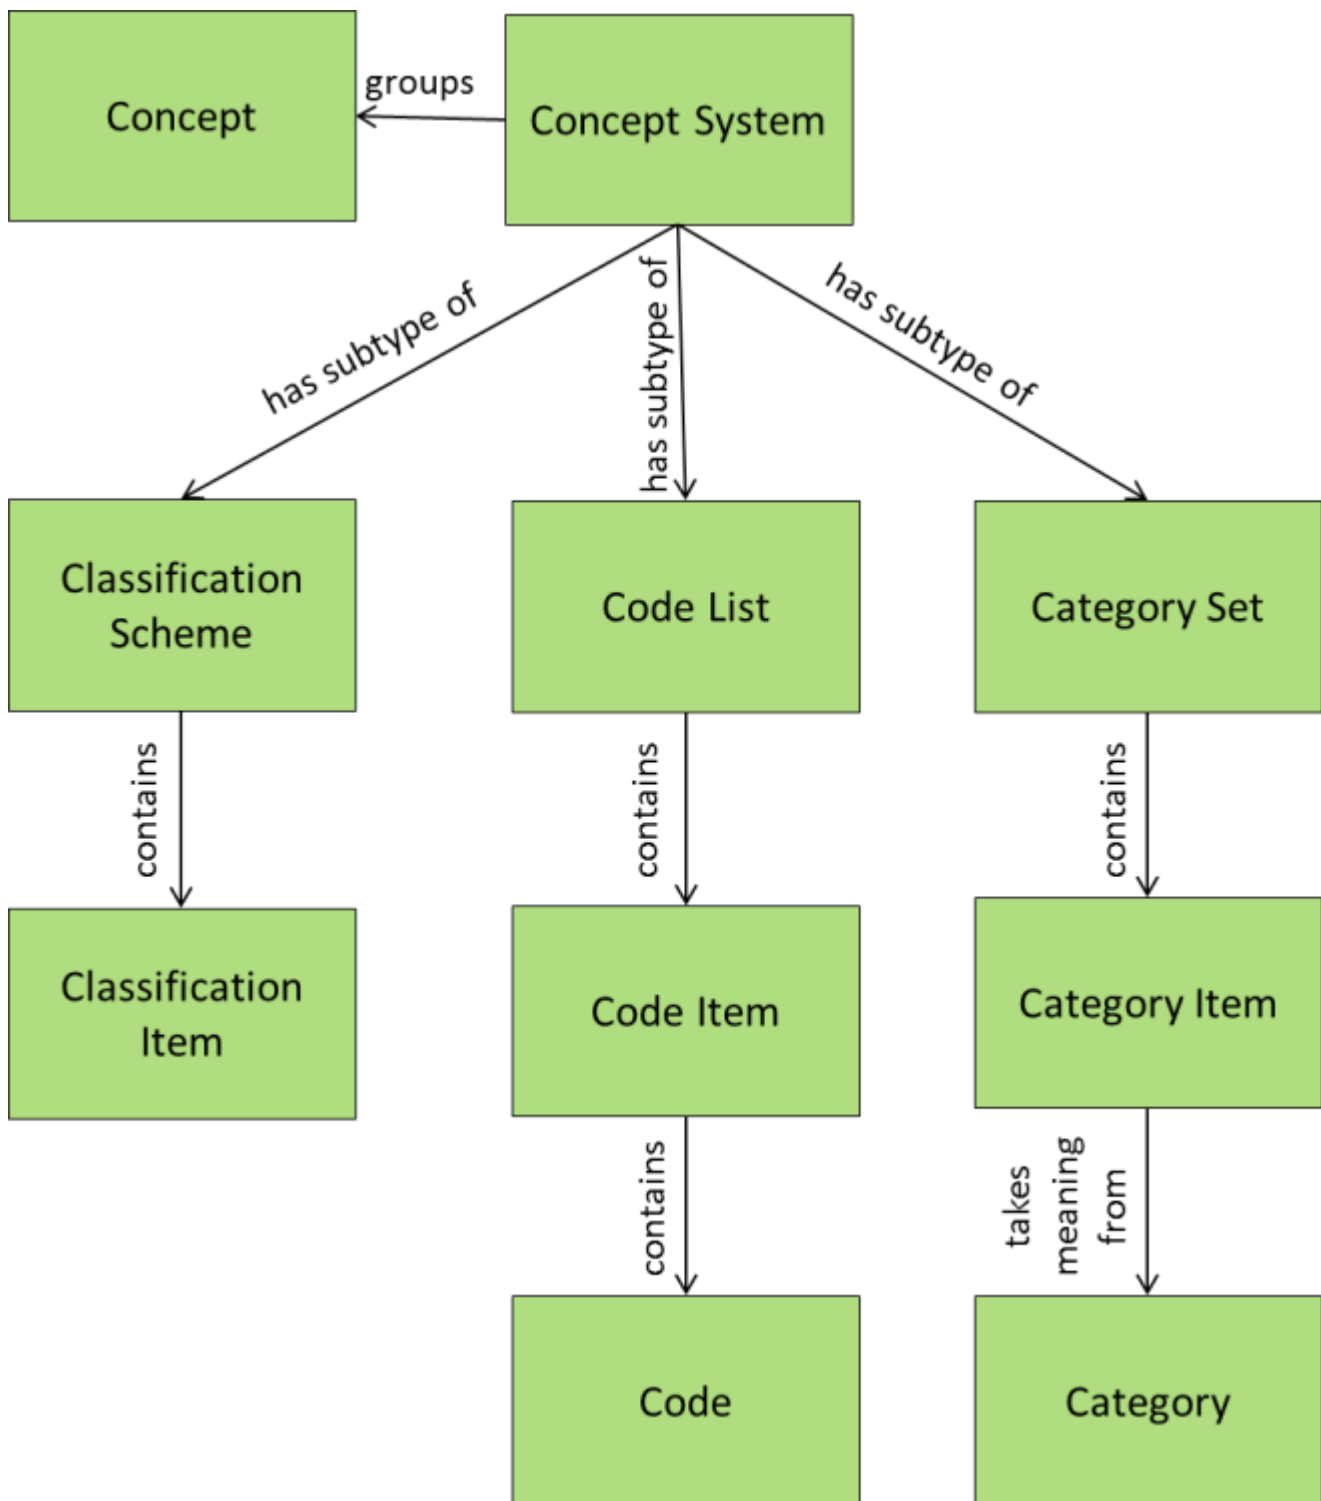 Concept
groups
Concept System
has subtype of
has subtype of
has subtype of
Classification
Scheme
Code List
Category Set
contains
contains
contains
Classification
Item
Code Item
Category Item
contains
takes
meaning
from
Code
Category